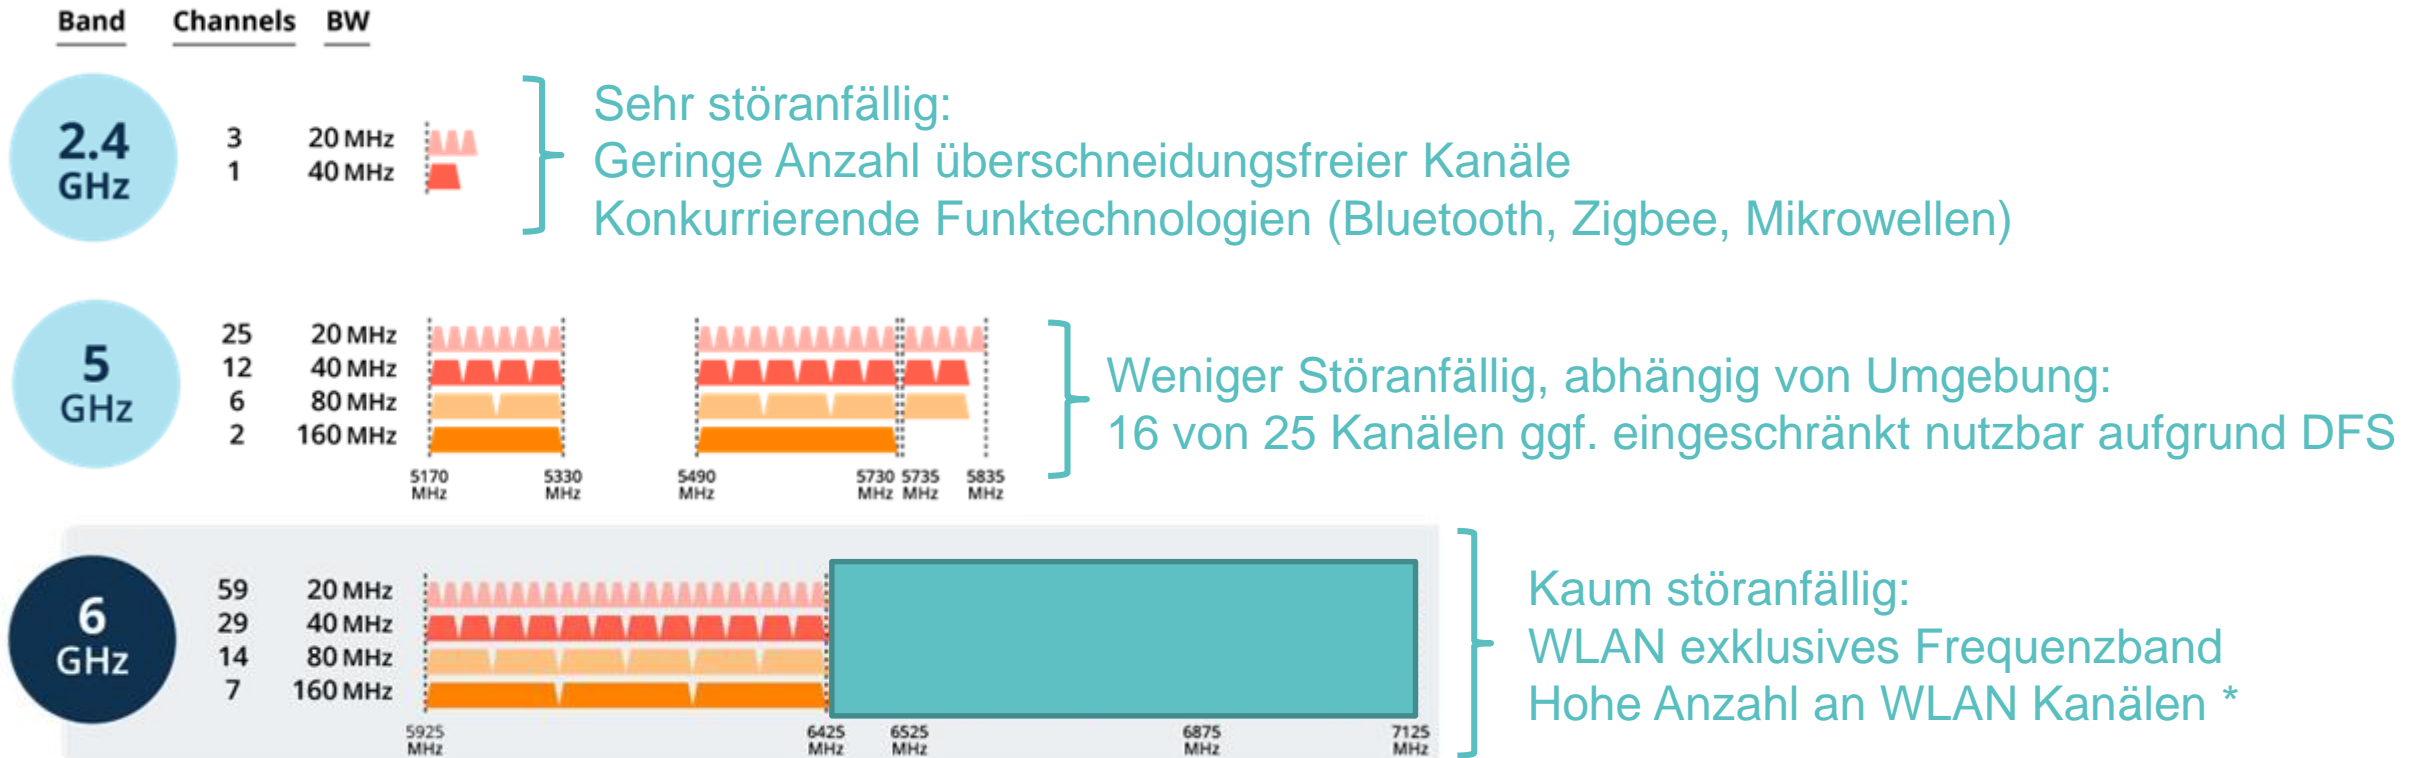 Band Channels BW
2.4 GHz
3 20 MHz
1 40 MHz
Sehr störanfällig:
Geringe Anzahl überschneidungsfreier Kanäle
Konkurrierende Funktechnologien (Bluetooth, Zigbee, Mikrowellen)
5 GHz
25 20 MHz
12 40 MHz
6 80 MHz
2 160 MHz
5170 MHz 5330 MHz 5490 MHz 5730 MHz 5735 MHz 5835 MHz
Weniger Störanfällig, abhängig von Umgebung:
16 von 25 Kanälen ggf. eingeschränkt nutzbar aufgrund DFS
6 GHz
59 20 MHz
29 40 MHz
14 80 MHz
7 160 MHz
5925 MHz 6425 MHz 6525 MHz 6875 MHz 7125 MHz
Kaum störanfällig:
WLAN exklusives Frequenzband
Hohe Anzahl an WLAN Kanälen *